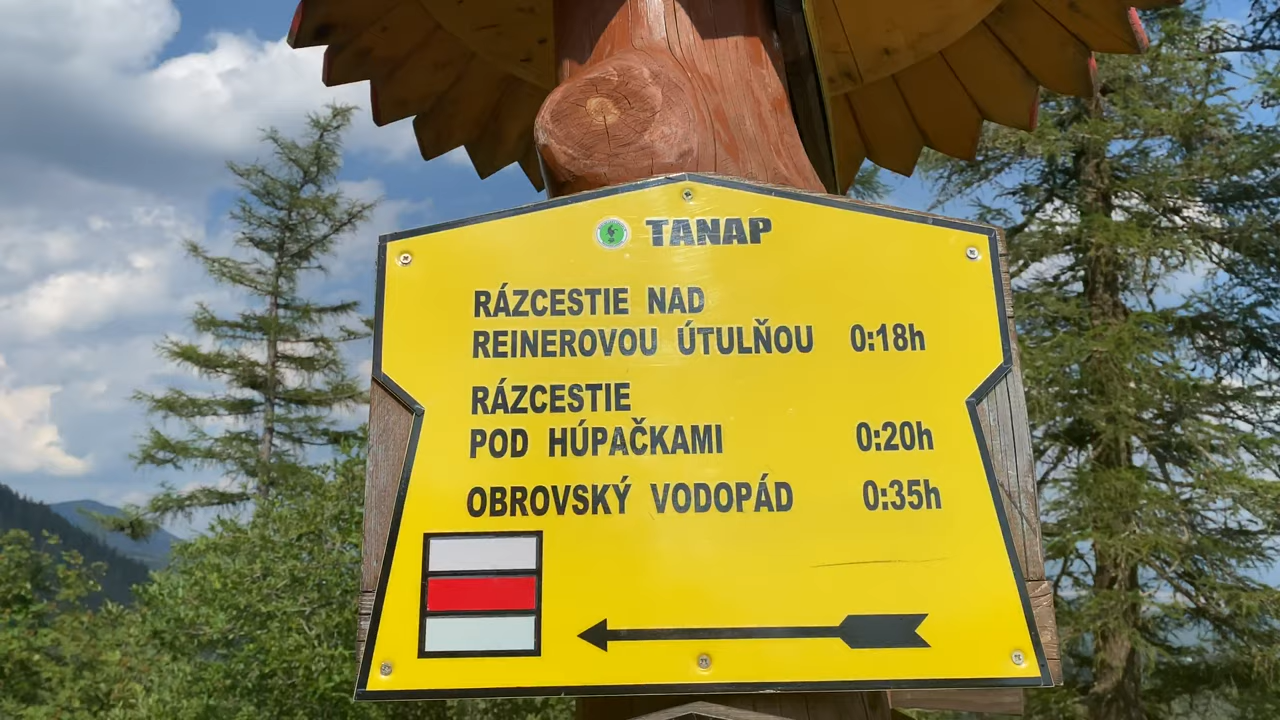 TANAP
RÁZCESTIE NAD
REINEROVOU ÚTULŇOU 0:18h
RÁZCESTIE
POD HÚPAČKAMI 0:20h
OBROVSKÝ VODOPÁD 0:35h